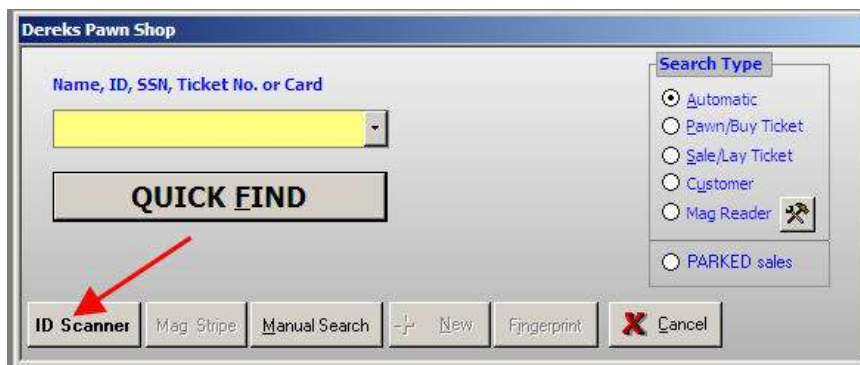 Dereks Pawn Shop
Name, ID, SSN, Ticket No. or Card
QUICK FIND
Search Type
Automatic
Pawn/Buy Ticket
Sale/Lay Ticket
Customer
Mag Reader
PARKED sales
ID Scanner Mag Stripe Manual Search New Fingerprint Cancel